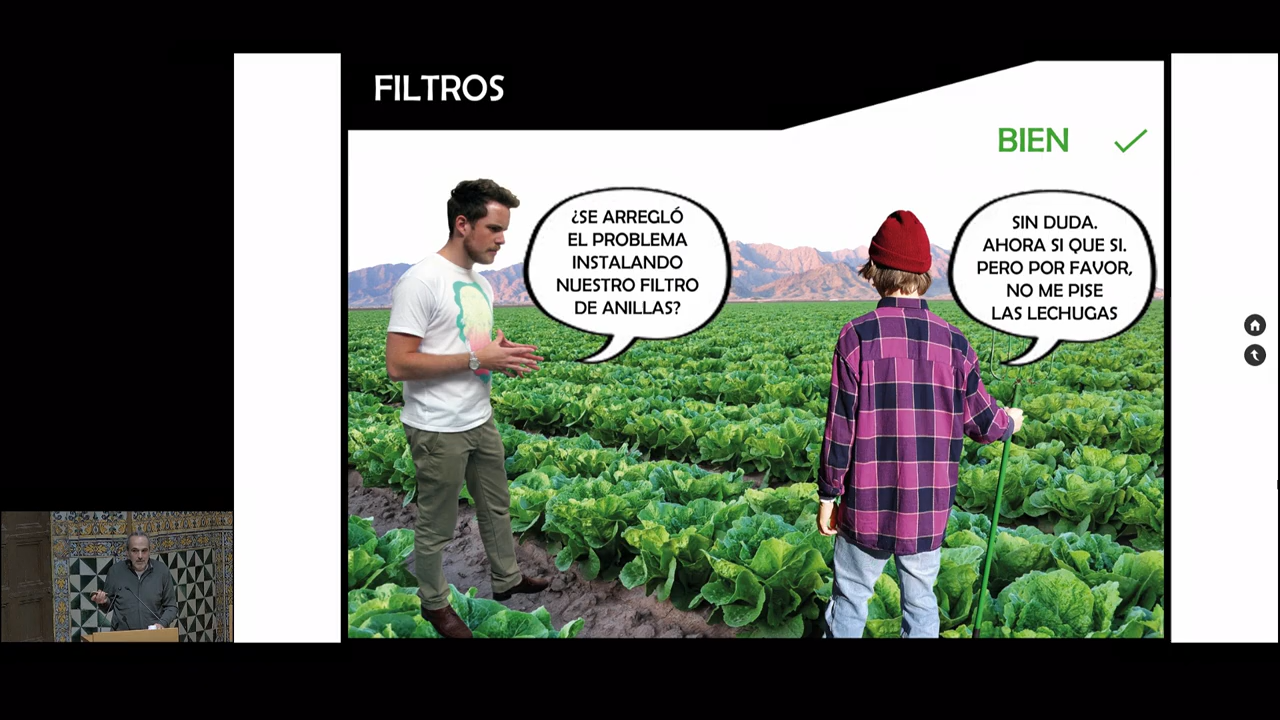 FILTROS
BIEN
¿SE ARREGLÓ
EL PROBLEMA
INSTALANDO
NUESTRO FILTRO
DE ANILLAS?
SIN DUDA.
AHORA SI QUE SI.
PERO POR FAVOR,
NO ME PISE
LAS LECHUGAS